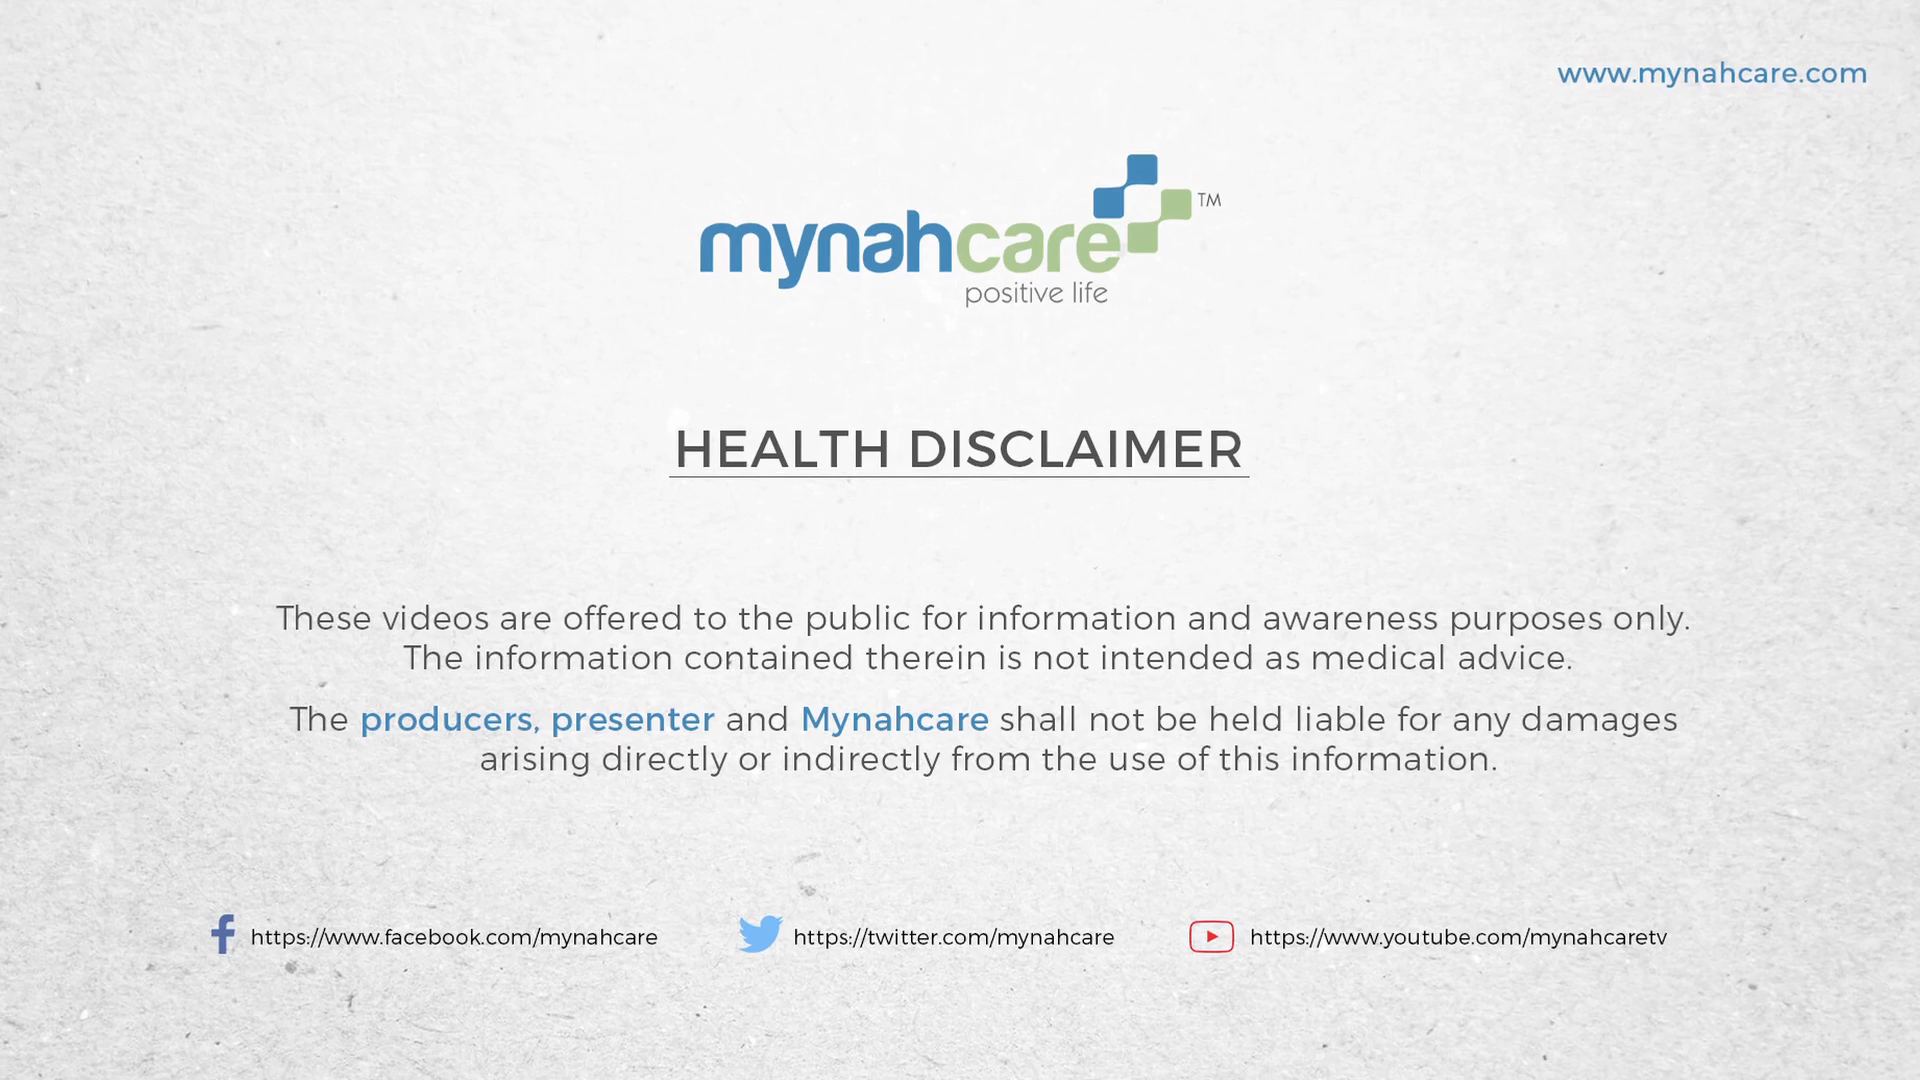 www.mynahcare.com
mynahcare™
positive life
HEALTH DISCLAIMER
These videos are offered to the public for information and awareness purposes only.
The information contained therein is not intended as medical advice.
The producers, presenter and Mynahcare shall not be held liable for any damages
arising directly or indirectly from the use of this information.
https://www.facebook.com/mynahcare
https://twitter.com/mynahcare
https://www.youtube.com/mynahcaretv